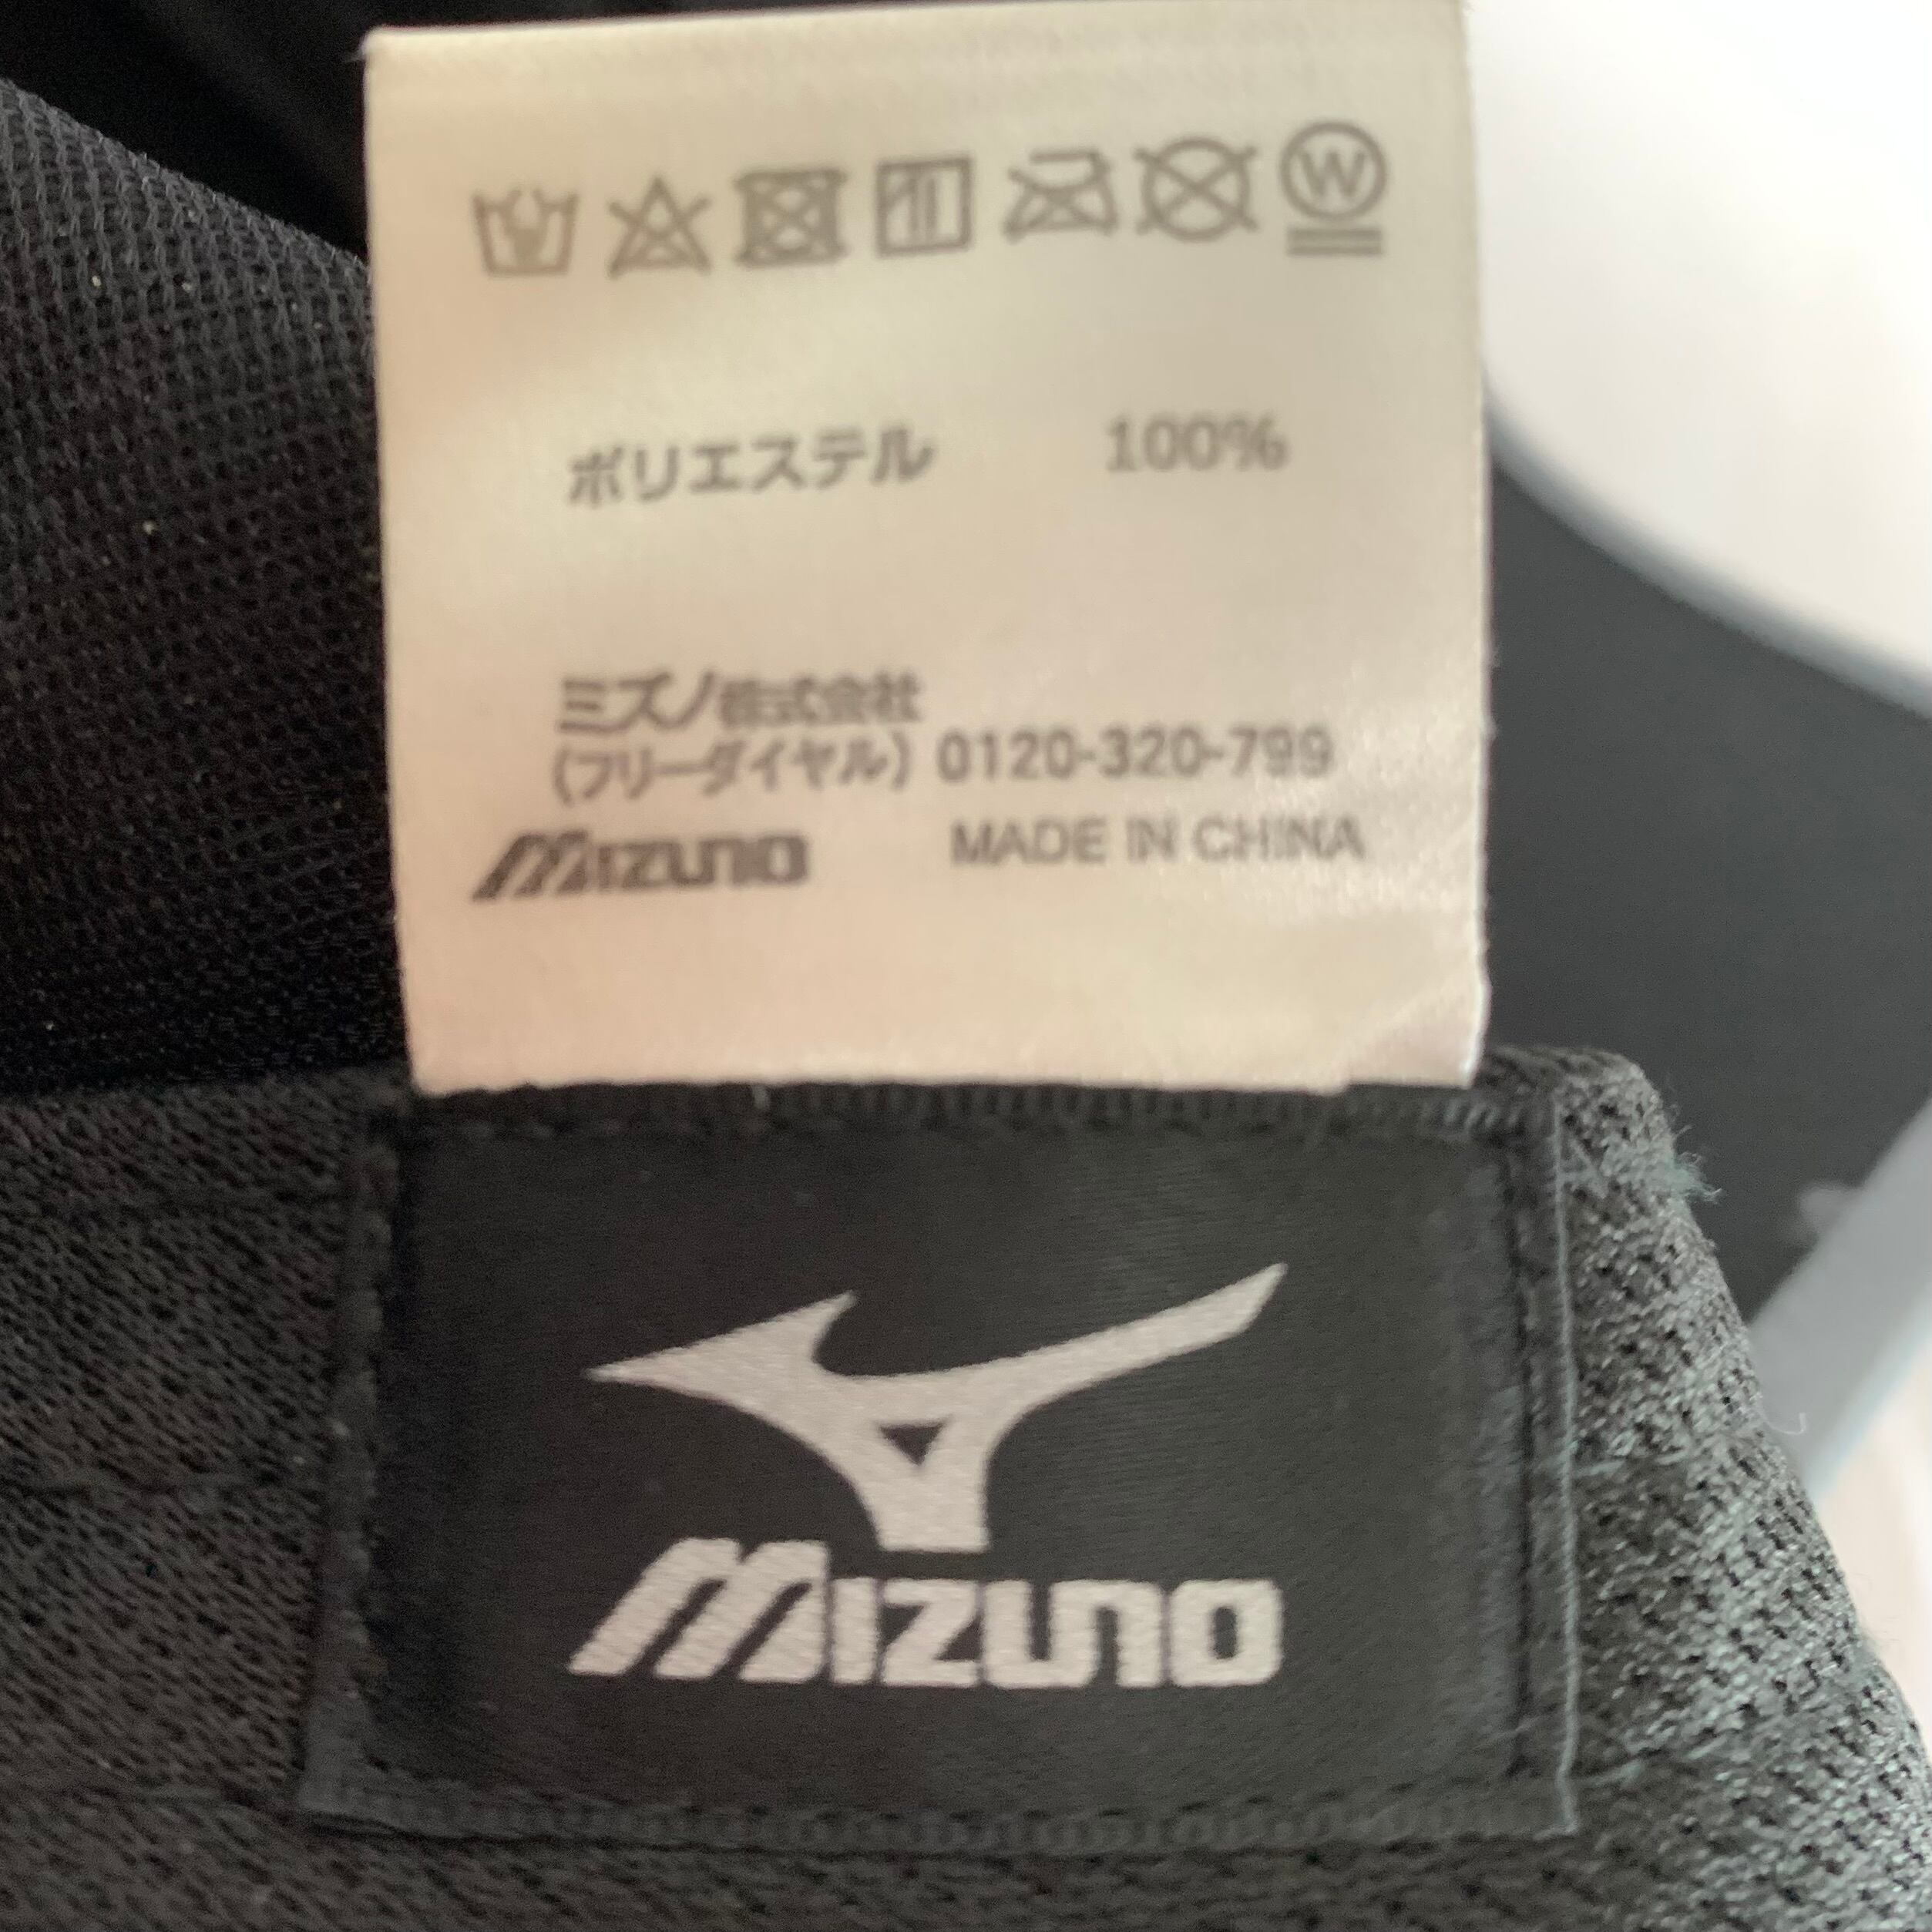 W
ポリエステル 100%
ミズノ株式会社
(フリーダイヤル) 0120-320-799
MIZUNO MADE IN CHINA
MIZUNO